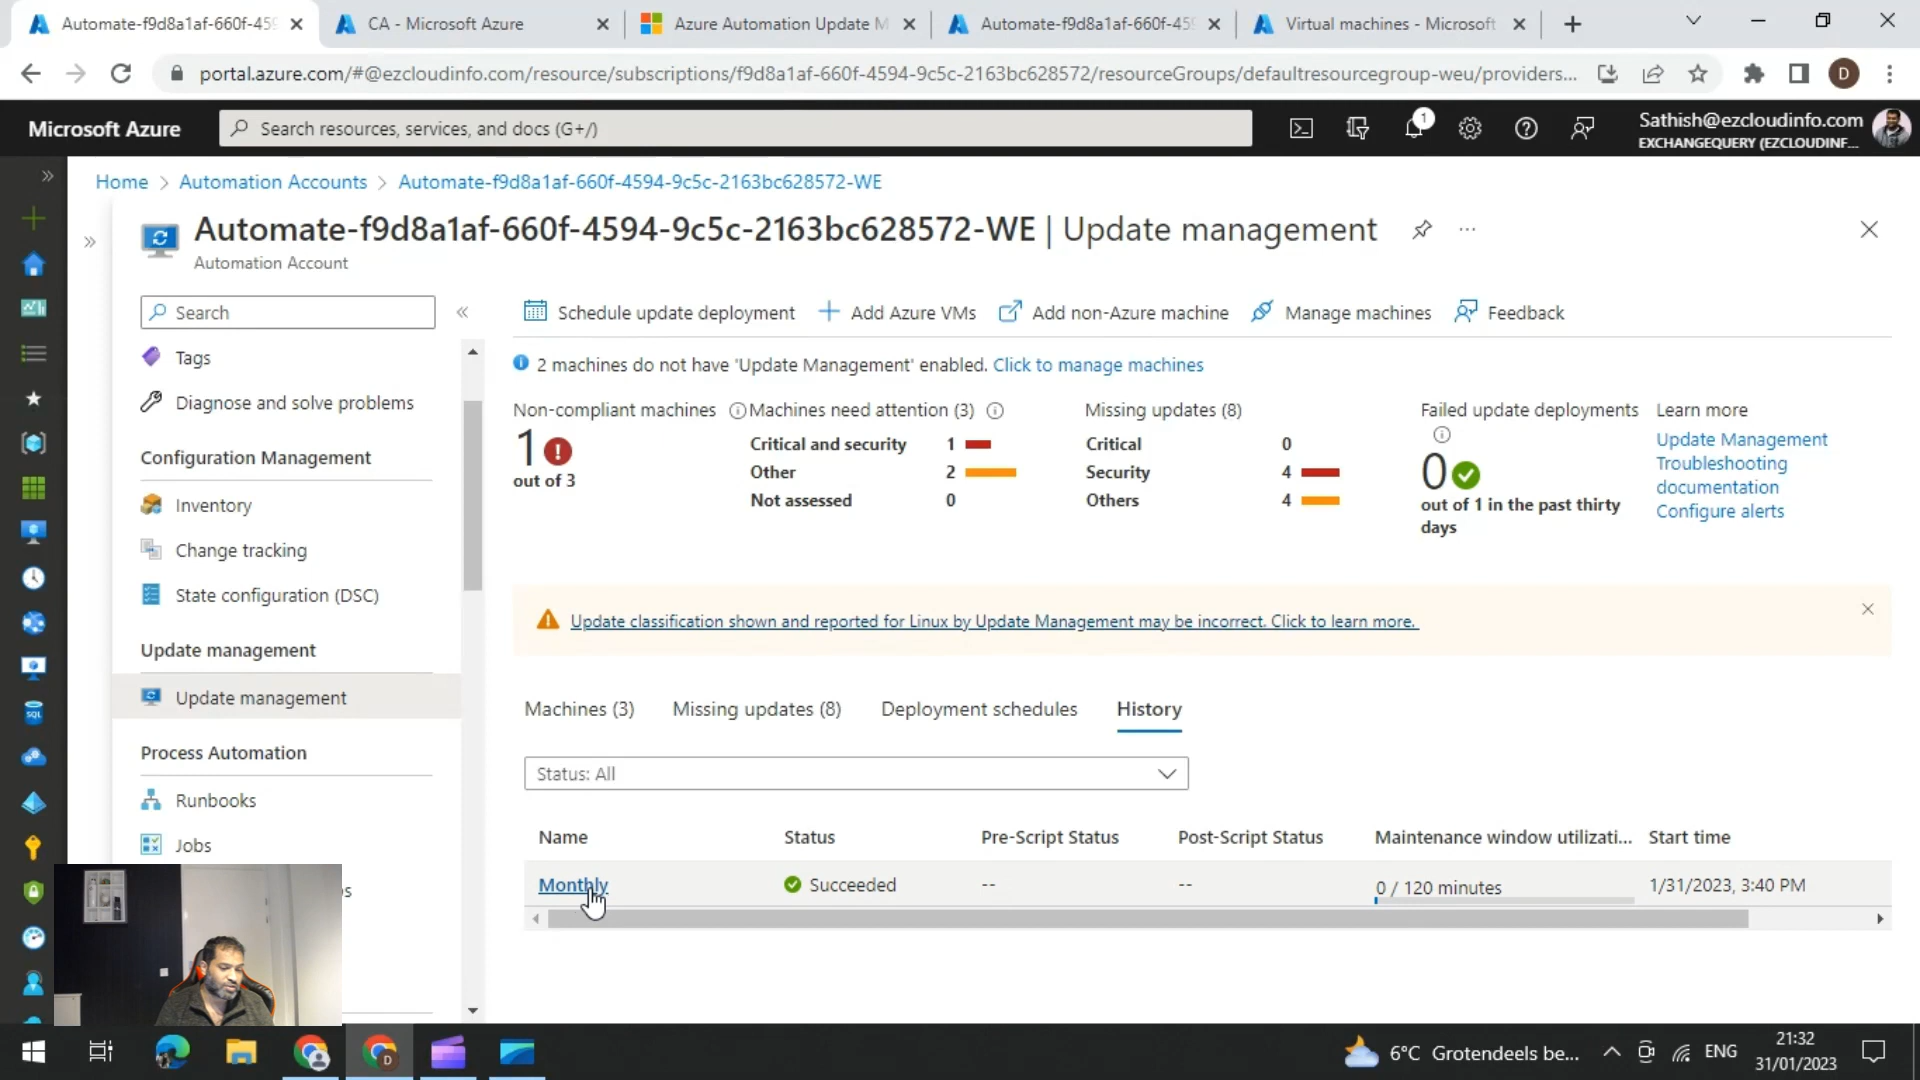 Automate-f9d8a1af-660f-459
CA - Microsoft Azure
Azure Automation Update M
Automate-f9d8a1af-660f-459
Virtual machines - Microsoft
portal.azure.com/#@ezcloudinfo.com/resource/subscriptions/f9d8a1af-660f-4594-9c5c-2163bc628572/resourceGroups/defaultresourcegroup-weu/providers...
D
Microsoft Azure
Search resources, services, and docs (G+/)
1
Sathish@ezcloudinfo.com
EXCHANGEQUERY (EZCLOUDINF...
Home > Automation Accounts > Automate-f9d8a1af-660f-4594-9c5c-2163bc628572-WE
Automate-f9d8a1af-660f-4594-9c5c-2163bc628572-WE | Update management
Automation Account
Search
Schedule update deployment
Add Azure VMs
Add non-Azure machine
Manage machines
Feedback
Tags
Diagnose and solve problems
Configuration Management
Inventory
Change tracking
State configuration (DSC)
Update management
Update management
Process Automation
Runbooks
Jobs
2 machines do not have 'Update Management' enabled. Click to manage machines
Non-compliant machines
1
out of 3
Machines need attention (3)
Critical and security 1
Other 2
Not assessed 0
Missing updates (8)
Critical 0
Security 4
Others 4
Failed update deployments
0
out of 1 in the past thirty
days
Learn more
Update Management
Troubleshooting
documentation
Configure alerts
Update classification shown and reported for Linux by Update Management may be incorrect. Click to learn more.
Machines (3)
Missing updates (8)
Deployment schedules
History
Status: All
Name Status Pre-Script Status Post-Script Status Maintenance window utilizati... Start time
Monthly Succeeded -- -- 0 / 120 minutes 1/31/2023, 3:40 PM
SQL
D
6°C Grotendeels be...
ENG
21:32
31/01/2023